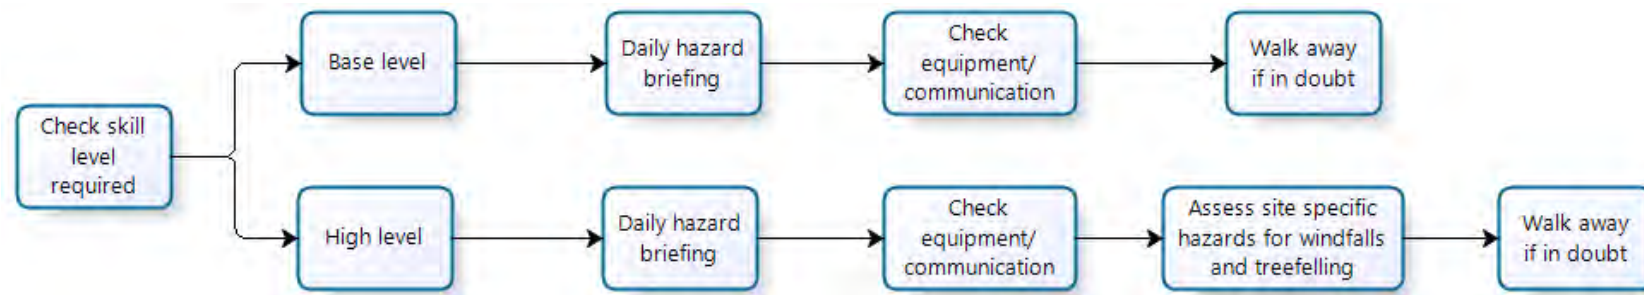 Check skill
level
required
Base level
Daily hazard
briefing
Check
equipment/
communication
Walk away
if in doubt
High level
Daily hazard
briefing
Check
equipment/
communication
Assess site specific
hazards for windfalls
and treefelling
Walk away
if in doubt